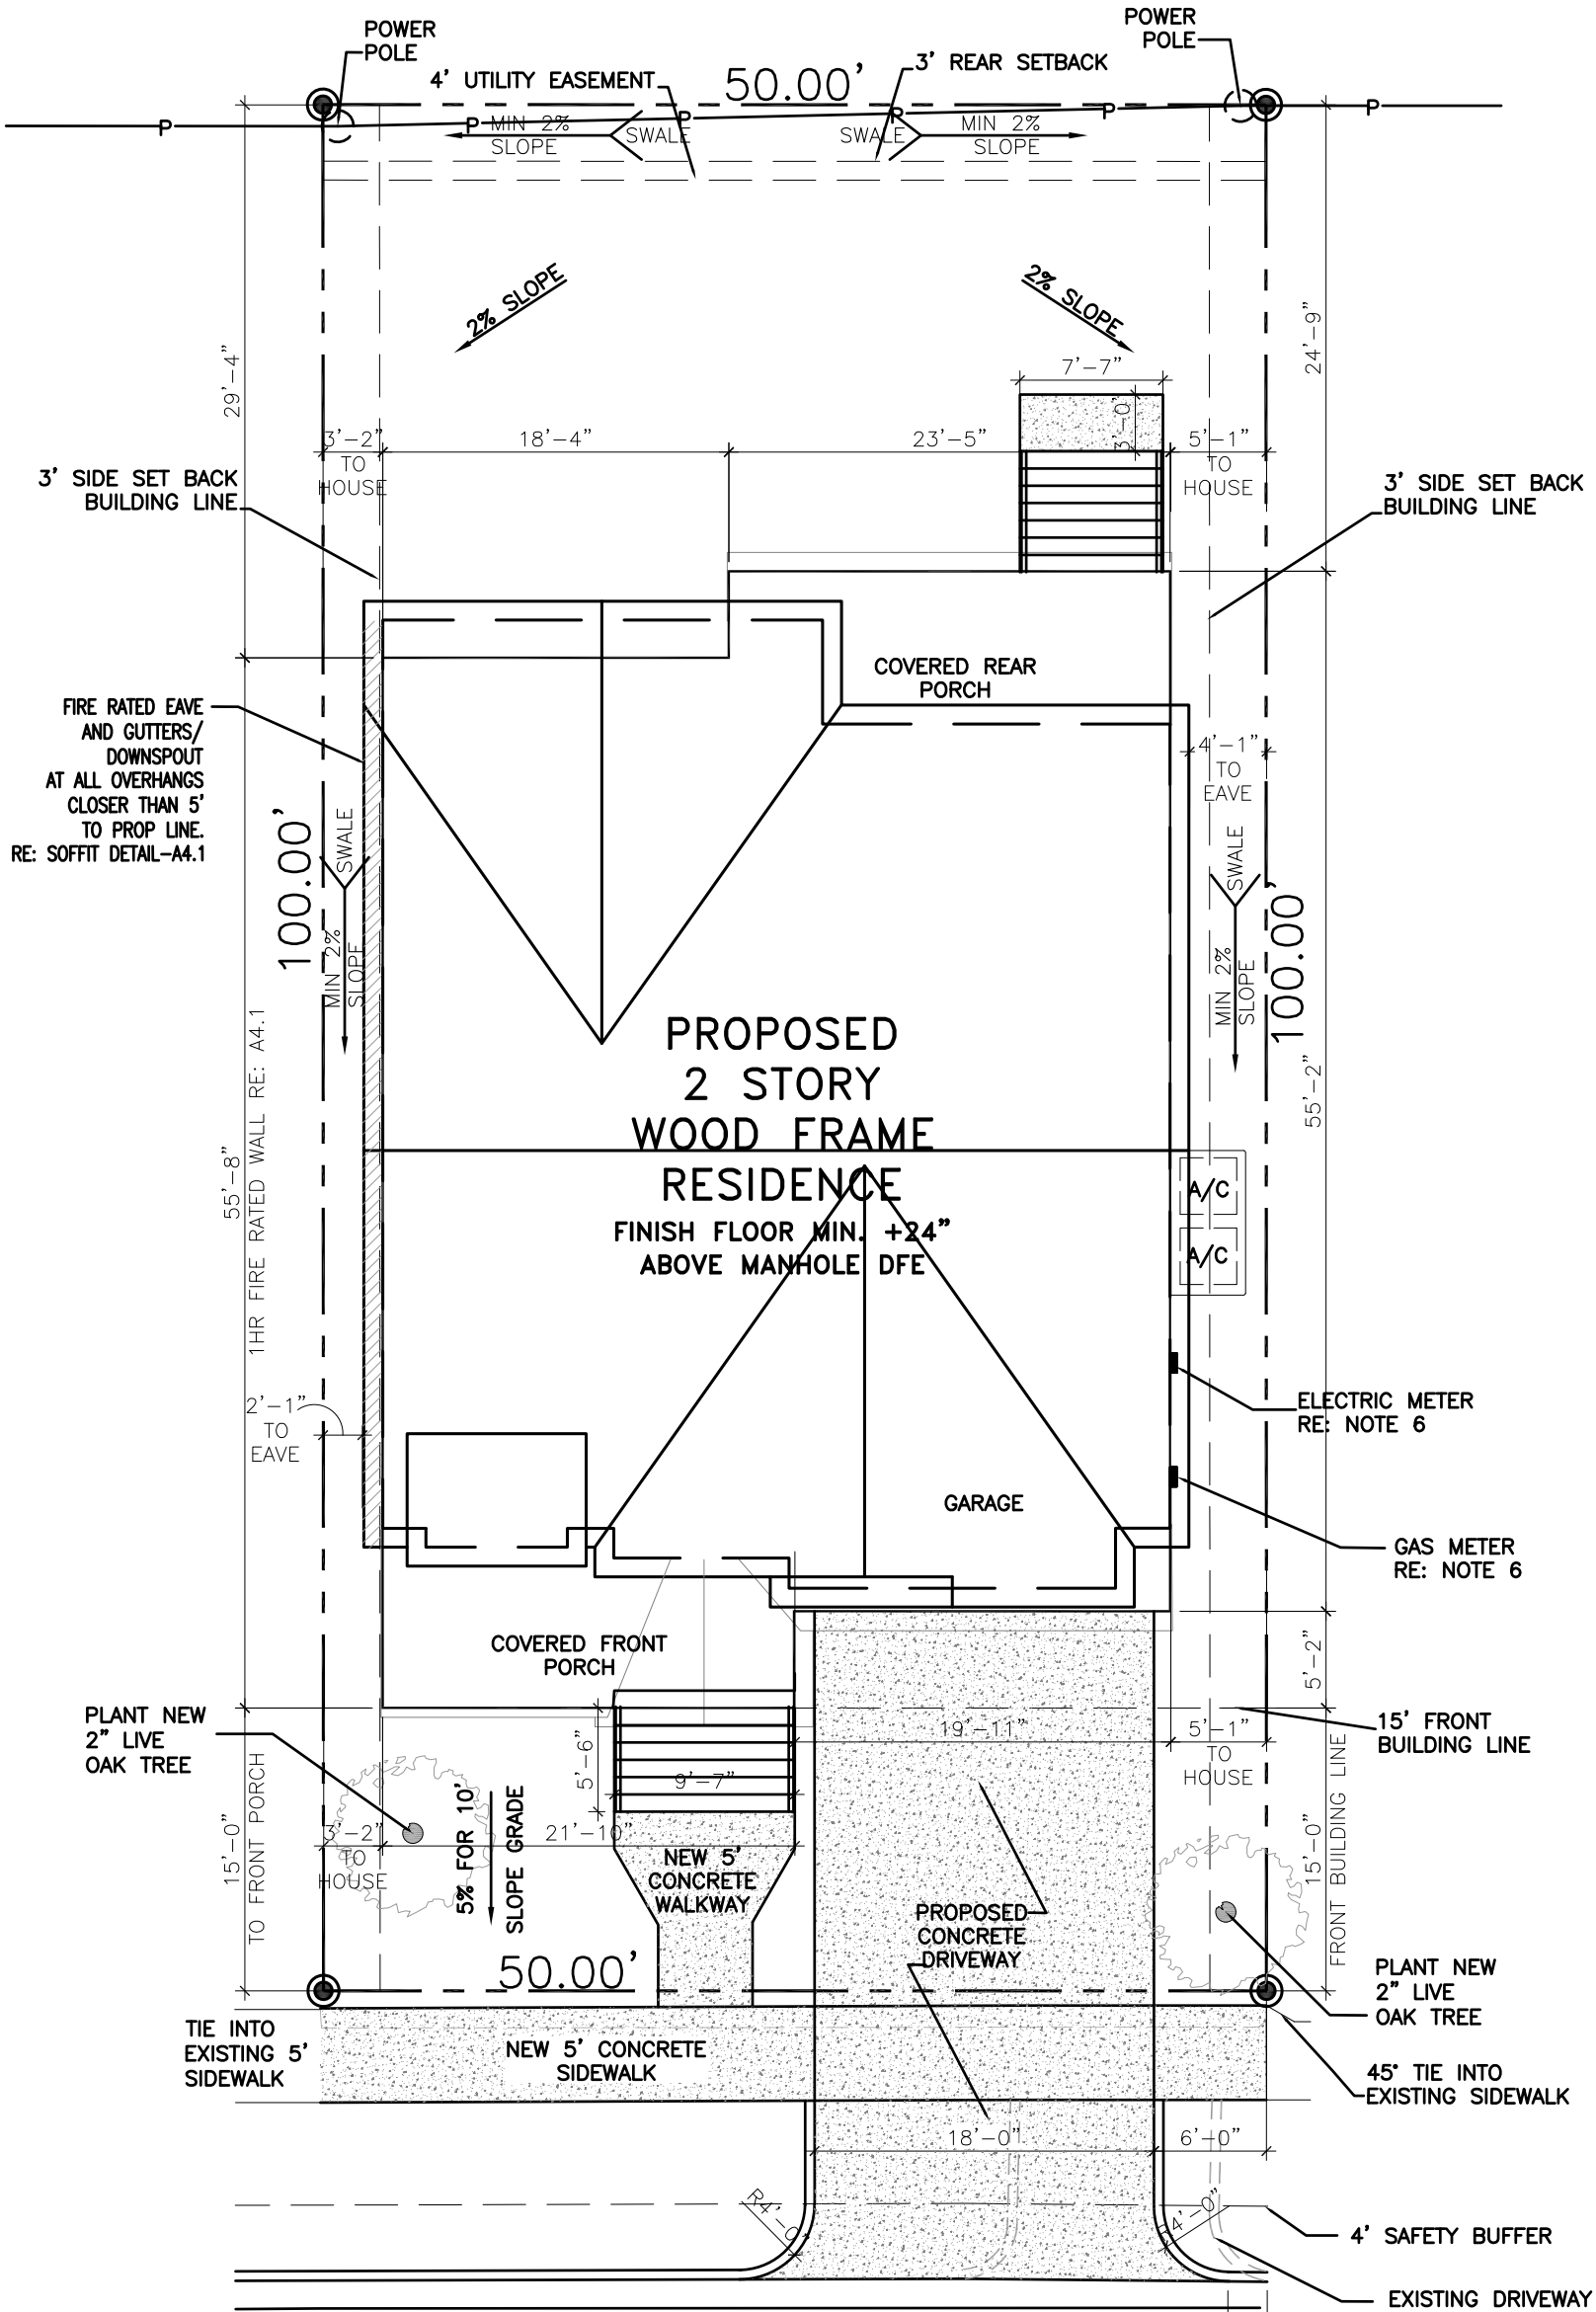 POWER
POLE
POWER
POLE
4' UTILITY EASEMENT
50.00'
3' REAR SETBACK
P
P
P
P
P
P
MIN 2%
SLOPE
SWALE
SWALE
MIN 2%
SLOPE
2% SLOPE
2% SLOPE
29'-4"
24'-9"
7'-7"
3'-0"
3'-2"
TO
HOUSE
18'-4"
23'-5"
5'-1"
TO
HOUSE
3' SIDE SET BACK
BUILDING LINE
3' SIDE SET BACK
BUILDING LINE
COVERED REAR
PORCH
FIRE RATED EAVE
AND GUTTERS/
DOWNSPOUT
AT ALL OVERHANGS
CLOSER THAN 5'
TO PROP LINE.
RE: SOFFIT DETAIL-A4.1
4'-1"
TO
EAVE
100.00'
SWALE
MIN 2%
SLOPE
SWALE
MIN 2%
SLOPE
100.00'
PROPOSED
2 STORY
WOOD FRAME
RESIDENCE
FINISH FLOOR MIN. +24"
ABOVE MANHOLE DFE
55'-8"
1HR FIRE RATED WALL RE: A4.1
55'-2"
A/C
A/C
2'-1"
TO
EAVE
ELECTRIC METER
RE: NOTE 6
GARAGE
GAS METER
RE: NOTE 6
COVERED FRONT
PORCH
5'-2"
PLANT NEW
2" LIVE
OAK TREE
15' FRONT
BUILDING LINE
5'-6"
9'-7"
19'-11"
5'-1"
TO
HOUSE
15'-0"
TO FRONT PORCH
3'-2"
TO
HOUSE
21'-10"
5% FOR 10'
SLOPE GRADE
NEW 5'
CONCRETE
WALKWAY
PROPOSED
CONCRETE
DRIVEWAY
15'-0"
FRONT BUILDING LINE
50.00'
PLANT NEW
2" LIVE
OAK TREE
TIE INTO
EXISTING 5'
SIDEWALK
NEW 5' CONCRETE
SIDEWALK
45° TIE INTO
EXISTING SIDEWALK
18'-0"
6'-0"
R4'-0"
R4'-0"
4' SAFETY BUFFER
EXISTING DRIVEWAY